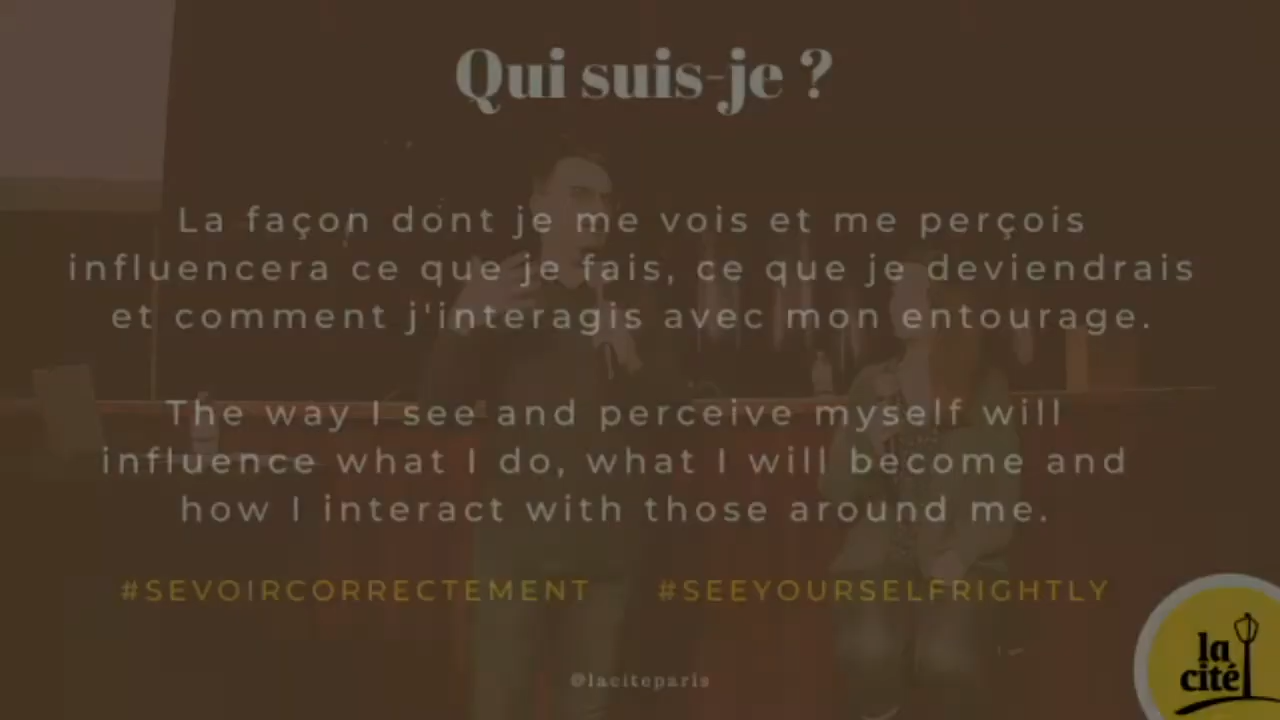 Qui suis-je ?
La façon dont je me vois et me perçois
influencera ce que je fais, ce que je deviendrais
et comment j'interagis avec mon entourage.
The way I see and perceive myself will
influence what I do, what I will become and
how I interact with those around me.
#SEVOIRCORRECTEMENT #SEEYOURSELFRIGHTLY
@laciteparis
la
cité